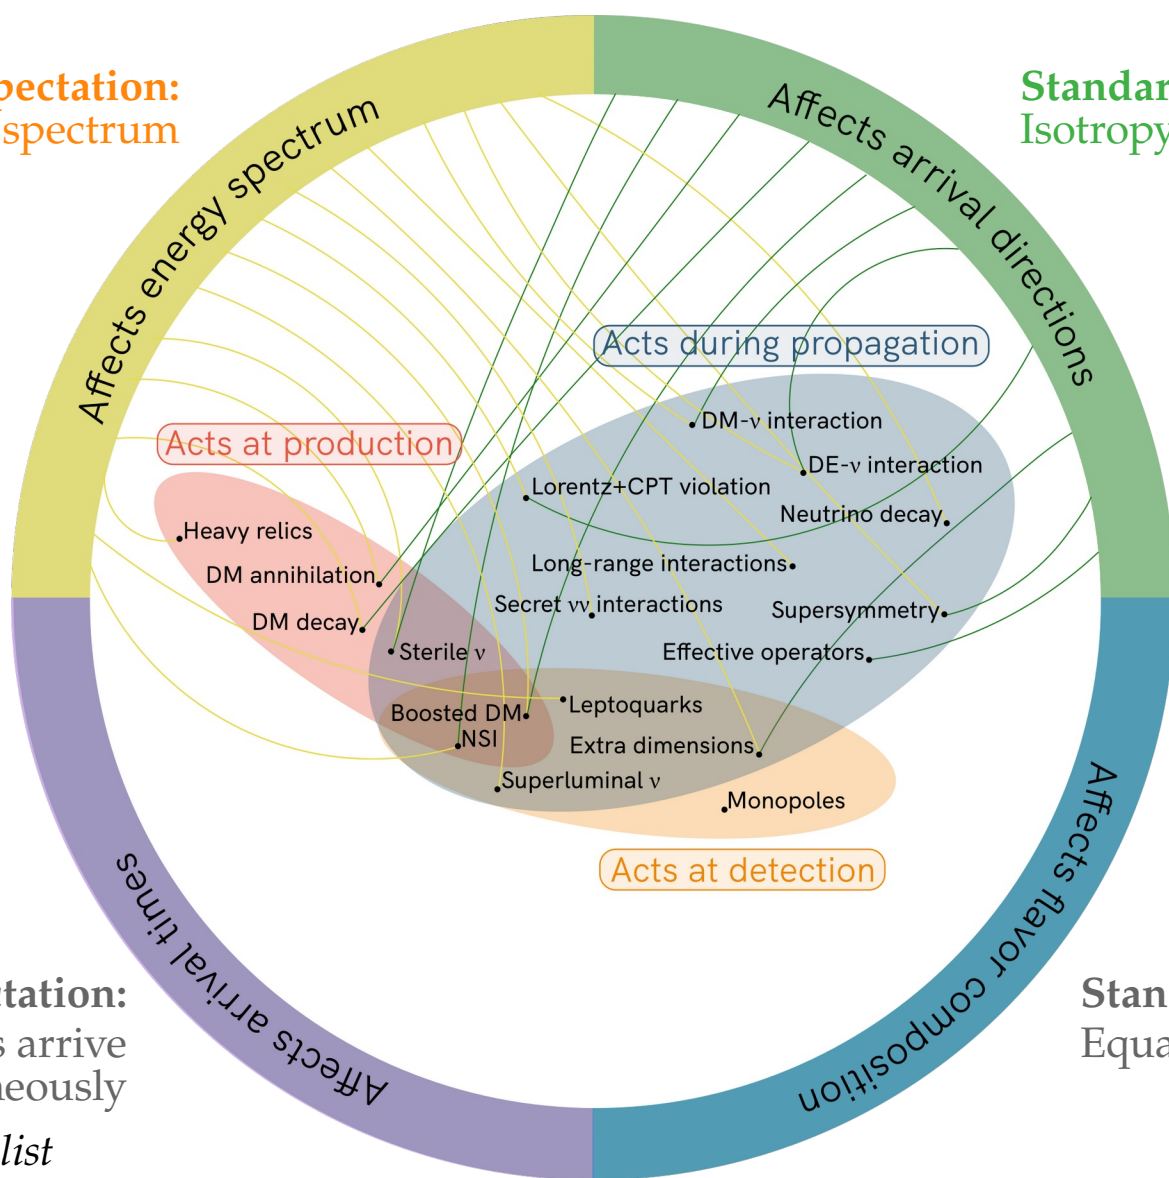 pectation:
spectrum
Standar
Isotropy
Affects energy spectrum
Affects arrival directions
Acts during propagation
Acts at production
DM-ν interaction
DE-ν interaction
Lorentz+CPT violation
Neutrino decay
Heavy relics
Long-range interactions
DM annihilation
Secret νν interactions
Supersymmetry
DM decay
Sterile ν
Effective operators
Leptoquarks
Boosted DM
NSI
Extra dimensions
Superluminal ν
Monopoles
Acts at detection
Affects arrival times
Affects flavor composition
tation:
s arrive
neously
list
Stan
Equa